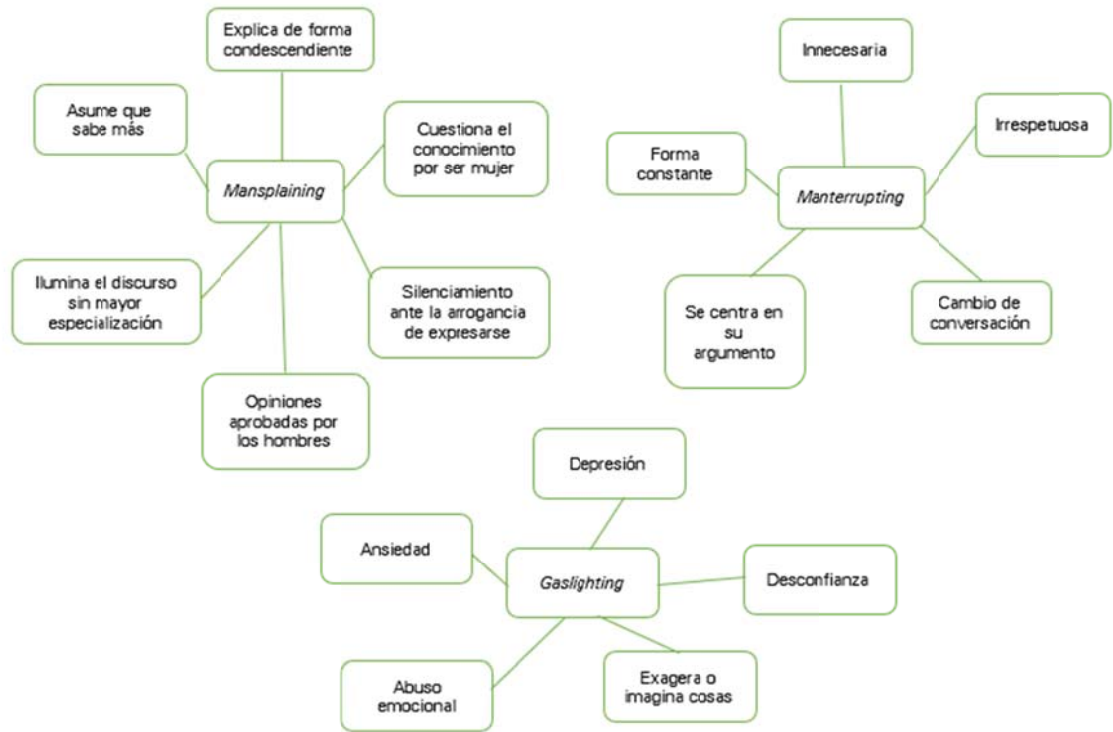 Explica de forma
condescendiente
Asume que
sabe más
Cuestiona el
conocimiento
por ser mujer
Mansplaining
Ilumina el discurso
sin mayor
especialización
Silenciamiento
ante la arrogancia
de expresarse
Opiniones
aprobadas por
los hombres
Innecesaria
Irrespetuosa
Forma
constante
Manterrupting
Se centra en
su
argumento
Cambio de
conversación
Depresión
Ansiedad
Gaslighting
Desconfianza
Abuso
emocional
Exagera o
imagina cosas